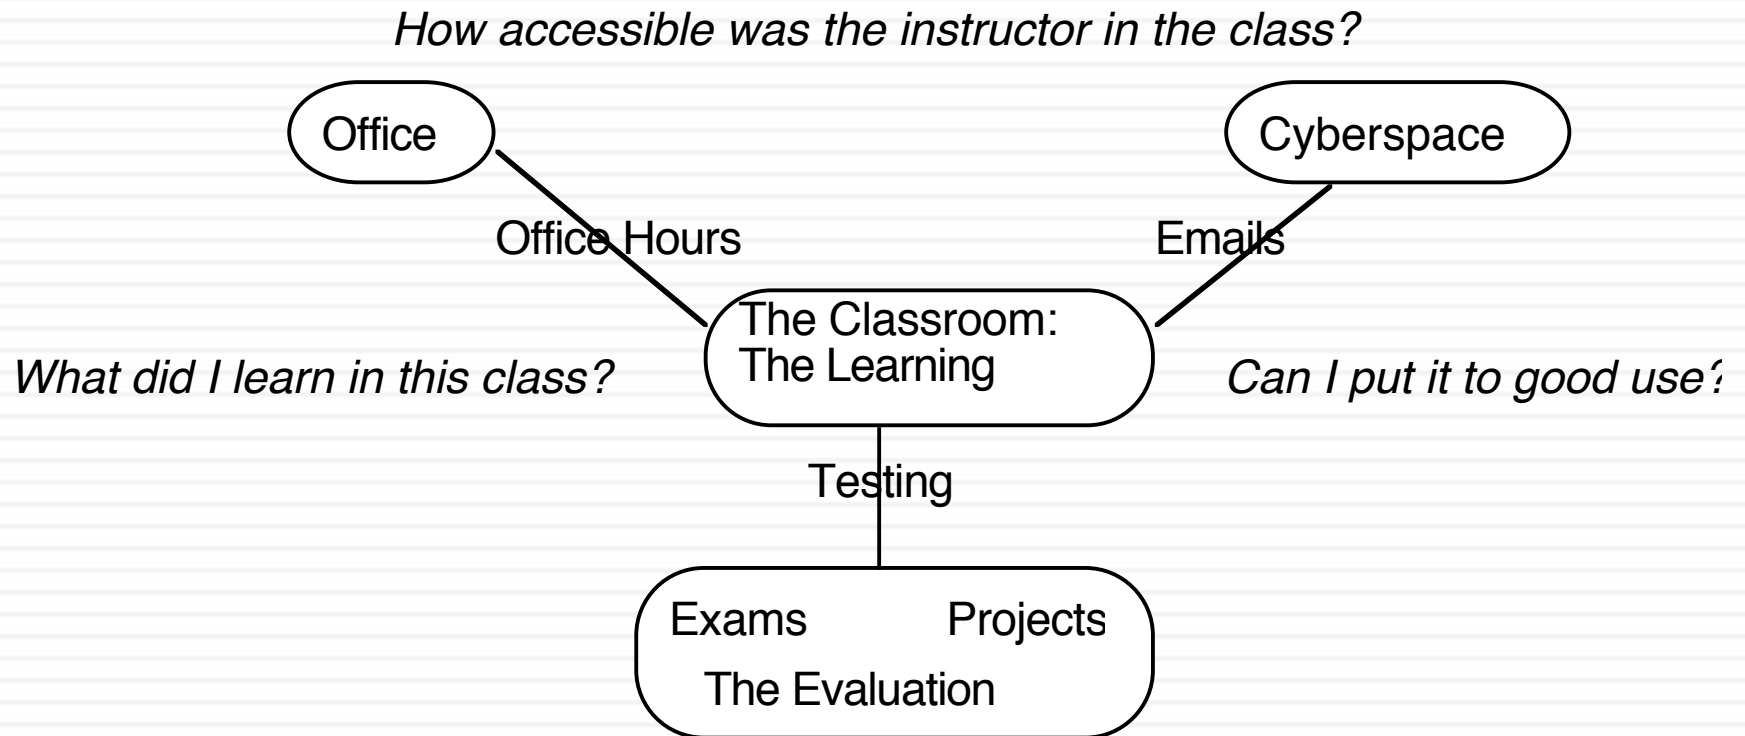 How accessible was the instructor in the class?
Office
Cyberspace
Office Hours
Emails
The Classroom:
The Learning
What did I learn in this class?
Can I put it to good use?
Testing
Exams
Projects
The Evaluation